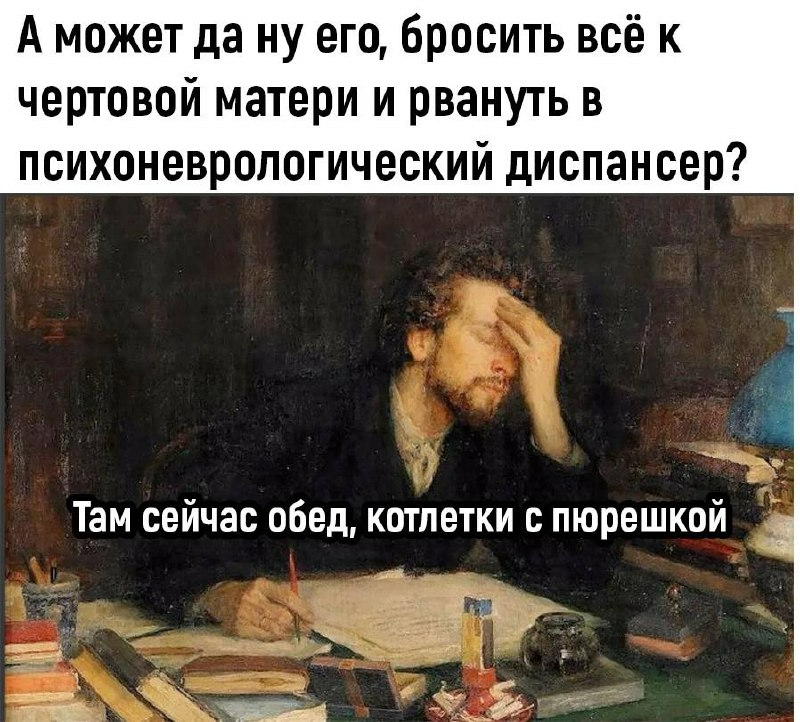 А может да ну его, бросить всё к
чертовой матери и рвануть в
психоневрологический диспансер?
Там сейчас обед, котлетки с пюрешкой